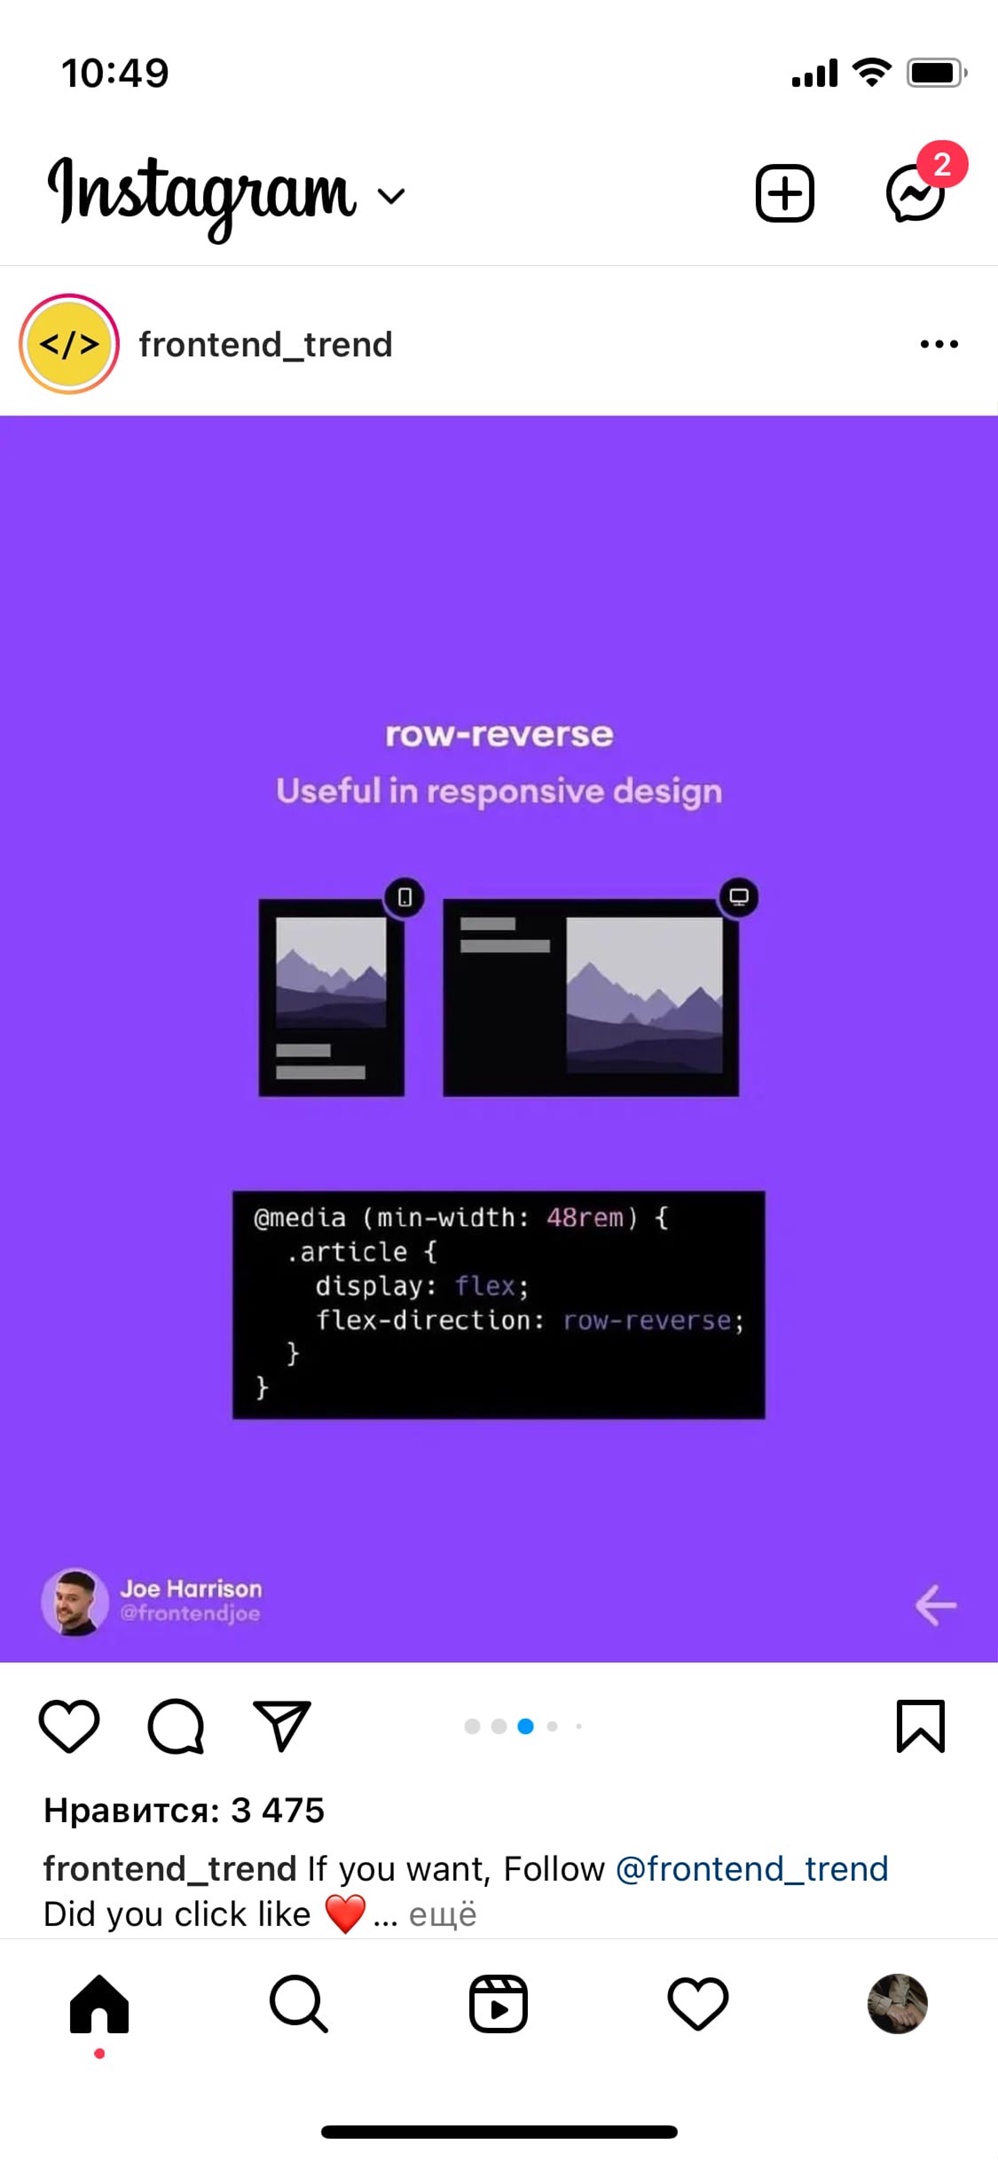 10:49
Instagram
2
</> frontend_trend
row-reverse
Useful in responsive design
@media (min-width: 48rem) {
.article {
display: flex;
flex-direction: row-reverse;
}
}
Joe Harrison
@frontendjoe
Нравится: 3 475
frontend_trend If you want, Follow @frontend_trend
Did you click like ❤️... ещё